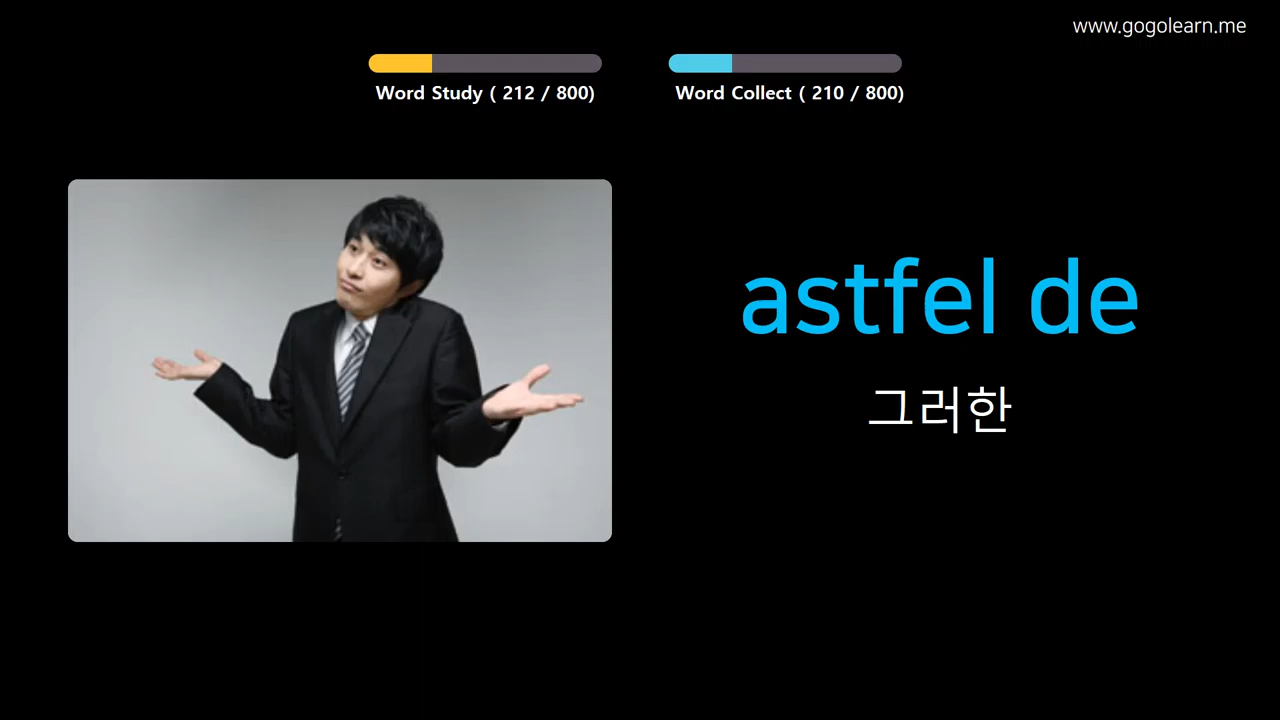 www.gogolearn.me
Word Study ( 212 / 800)
Word Collect ( 210 / 800)
astfel de
그러한